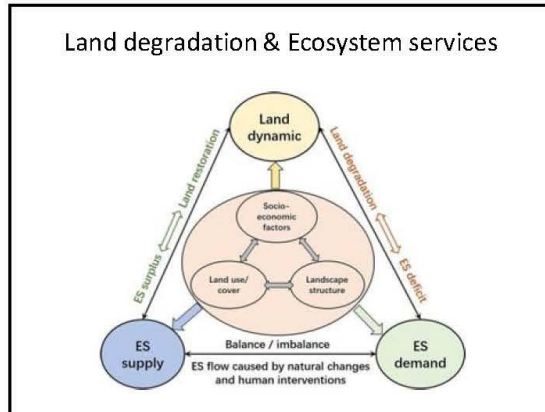 Land degradation & Ecosystem services
Land
dynamic
Land restoration
Land degradation
ES surplus
ES deficit
Socio-
economic
factors
Land use/
cover
Landscape
structure
ES
supply
Balance / imbalance
ES flow caused by natural changes
and human interventions
ES
demand